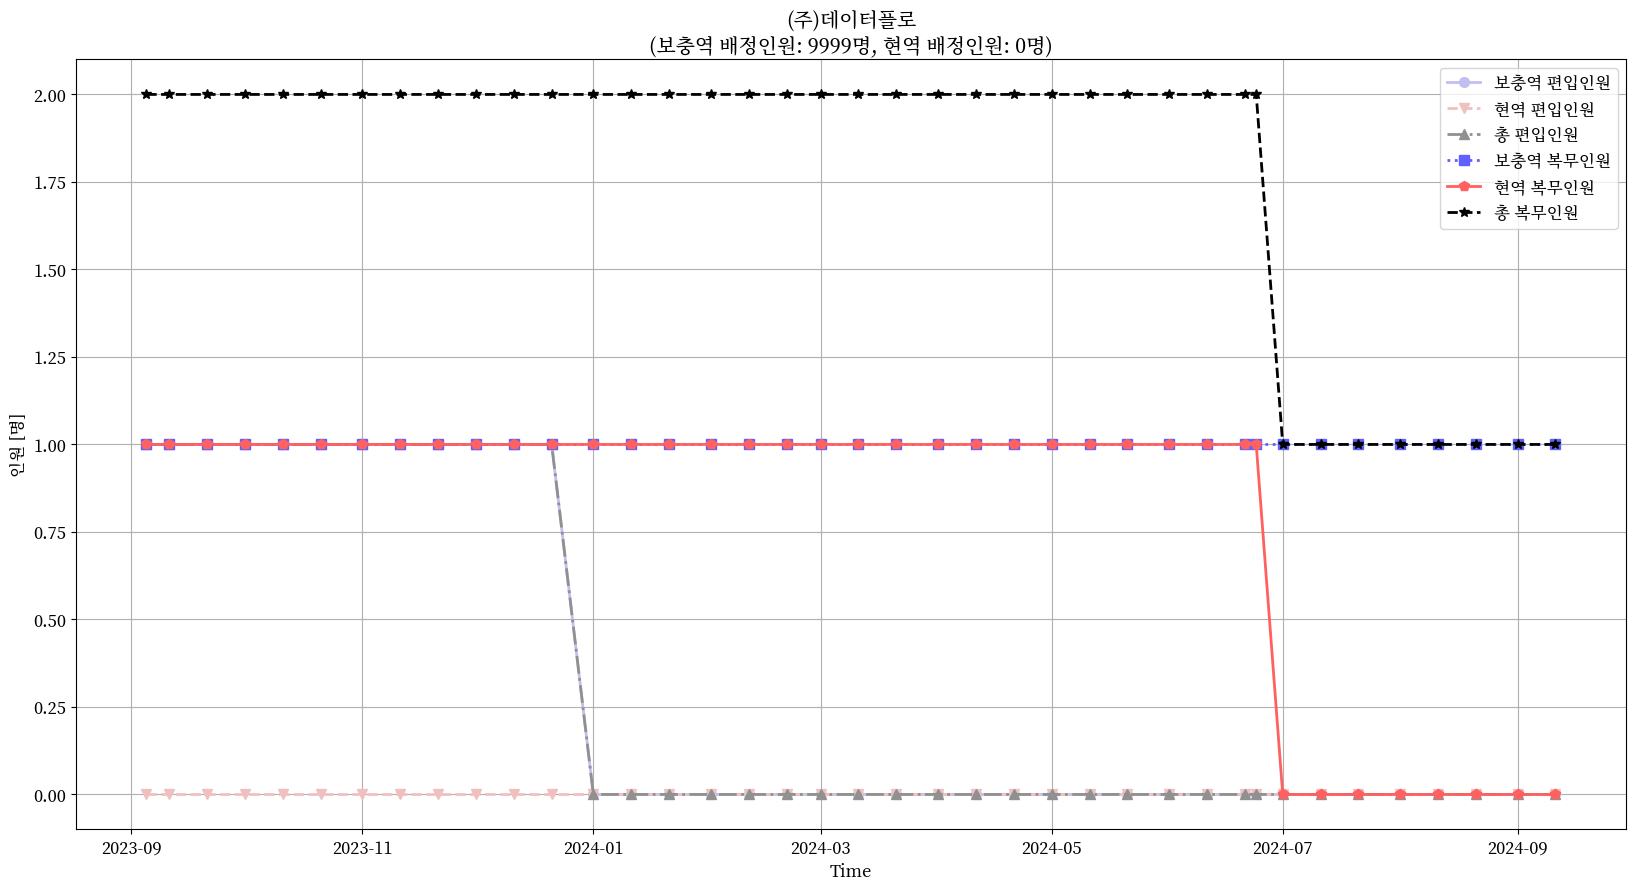 (주)데이터플로
(보충역 배정인원: 9999명, 현역 배정인원: 0명)
보충역 편입인원
현역 편입인원
총 편입인원
보충역 복무인원
현역 복무인원
총 복무인원
인원 [명]
2.00
1.75
1.50
1.25
1.00
0.75
0.50
0.25
0.00
2023-09 2023-11 2024-01 2024-03 2024-05 2024-07 2024-09
Time